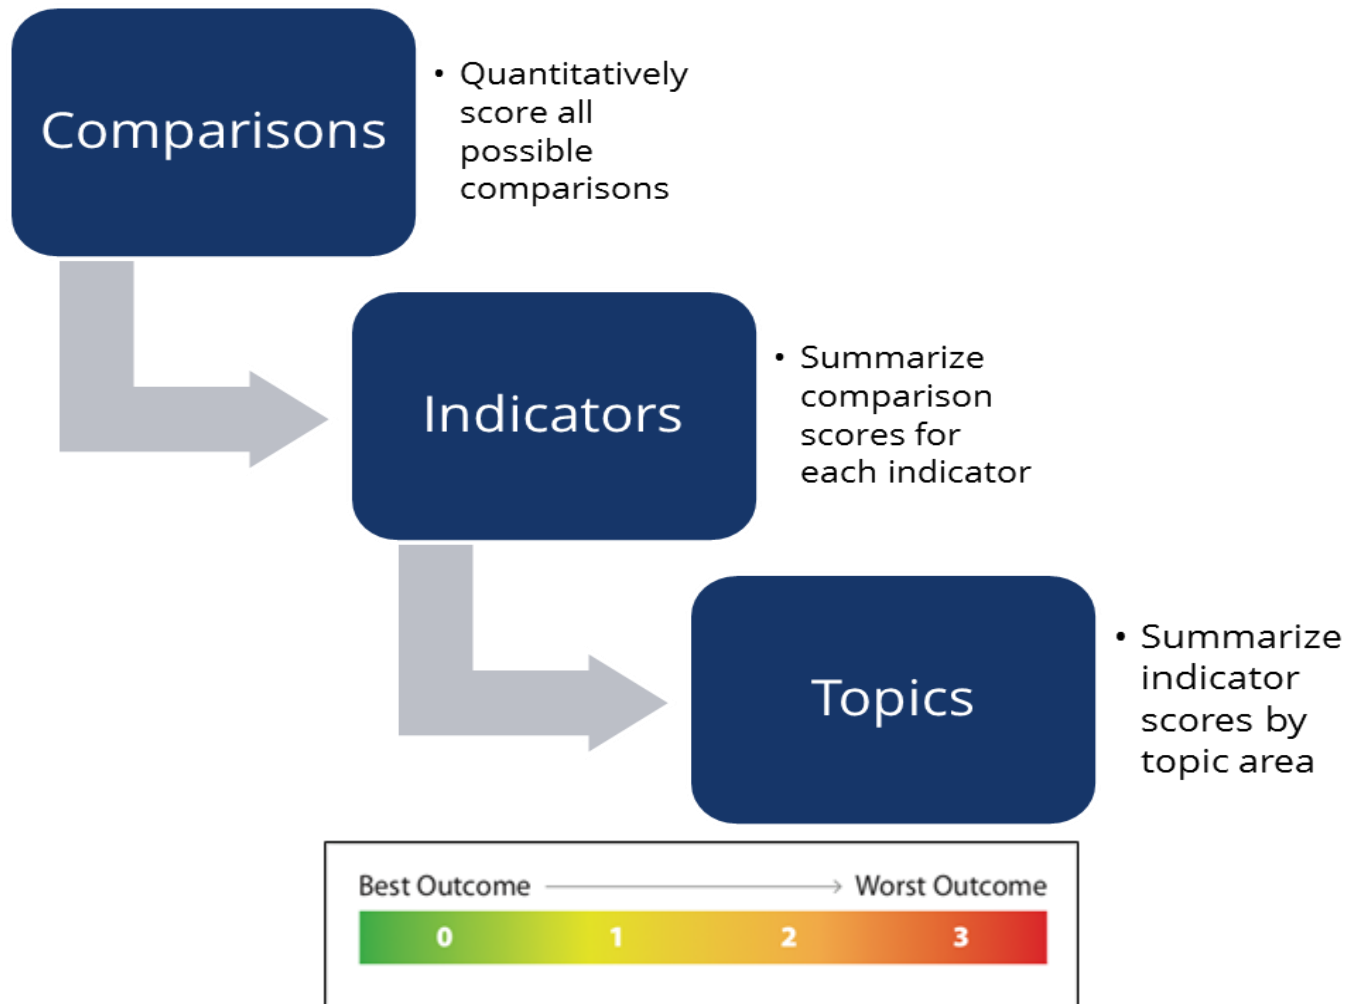 Comparisons
• Quantitatively
score all
possible
comparisons
Indicators
• Summarize
comparison
scores for
each indicator
Topics
• Summarize
indicator
scores by
topic area
Best Outcome Worst Outcome
0 1 2 3